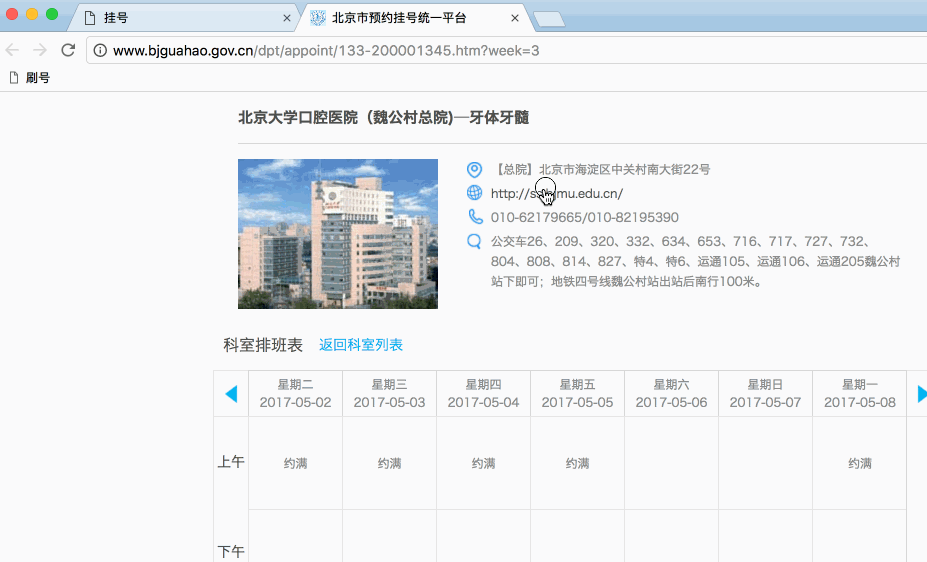 挂号
北京市预约挂号统一平台
www.bjguahao.gov.cn/dpt/appoint/133-200001345.htm?week=3
刷号
北京大学口腔医院（魏公村总院)—牙体牙髓
【总院】北京市海淀区中关村南大街22号
mu.edu.cn/
010-62179665/010-82195390
公交车26、209、320、332、634、653、716、717、727、732、
804、808、814、827、特4、特6、运通105、运通106、运通205魏公村
站下即可；地铁四号线魏公村站出站后南行100米。
科室排班表 返回科室列表
星期二 星期三 星期四 星期五 星期六 星期日 星期一
2017-05-02 2017-05-03 2017-05-04 2017-05-05 2017-05-06 2017-05-07 2017-05-08
上午 约满 约满 约满 约满 约满
下午